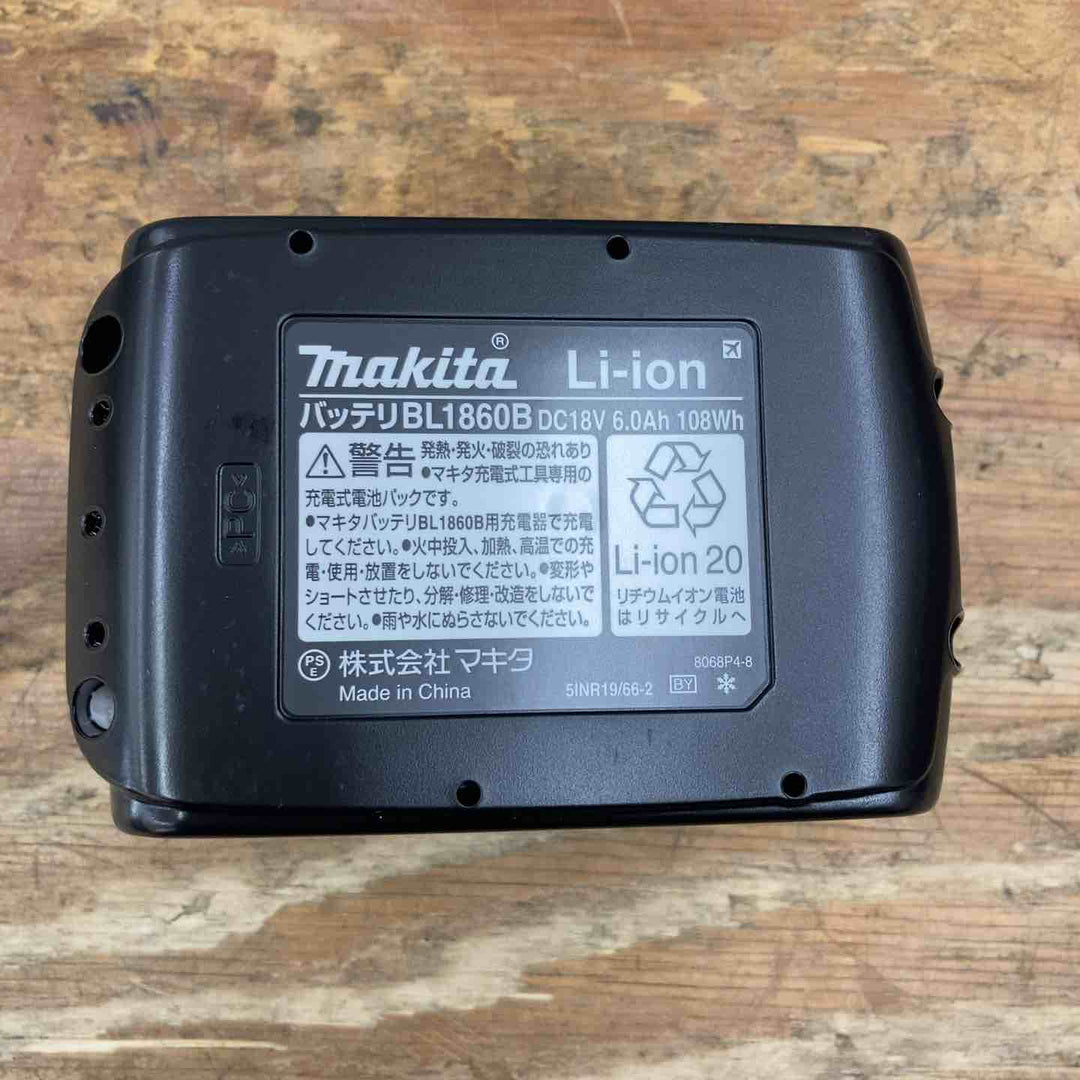 makita® Li-ion
バッテリBL1860B DC18V 6.0Ah 108Wh
警告 発熱・発火・破裂の恐れあり
●マキタ充電式工具専用の
充電式電池パックです。
●マキタバッテリBL1860B用充電器で充電
してください。●火中投入、加熱、高温での充
電・使用・放置をしないでください。●変形や
ショートさせたり、分解・修理・改造をしないで
ください。●雨や水にぬらさないでください。
Li-ion 20
リチウムイオン電池
はリサイクルへ
PSE 株式会社マキタ
8068P4-8
Made in China
5INR19/66-2 BY
>PC<